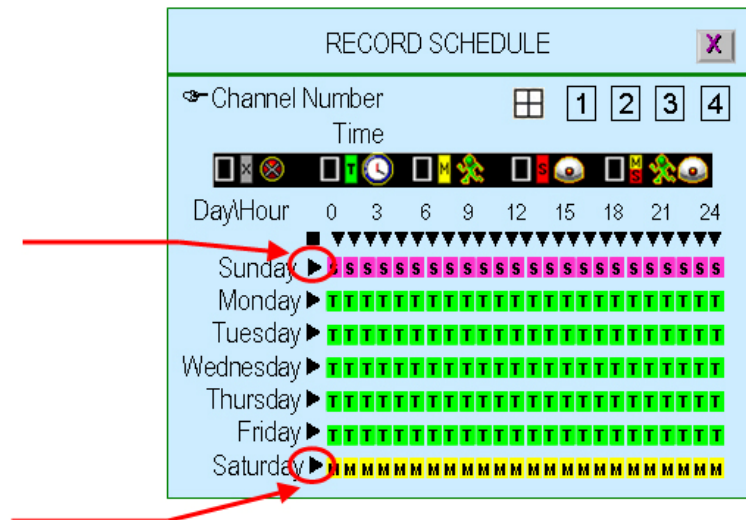 RECORD SCHEDULE X
Channel Number 1 2 3 4
Time
X T M S M S
Day\Hour 0 3 6 9 12 15 18 21 24
Sunday S S S S S S S S S S S S S S S S S S S S S S S S
Monday T T T T T T T T T T T T T T T T T T T T T T T T
Tuesday T T T T T T T T T T T T T T T T T T T T T T T T
Wednesday T T T T T T T T T T T T T T T T T T T T T T T T
Thursday T T T T T T T T T T T T T T T T T T T T T T T T
Friday T T T T T T T T T T T T T T T T T T T T T T T T
Saturday M M M M M M M M M M M M M M M M M M M M M M M M